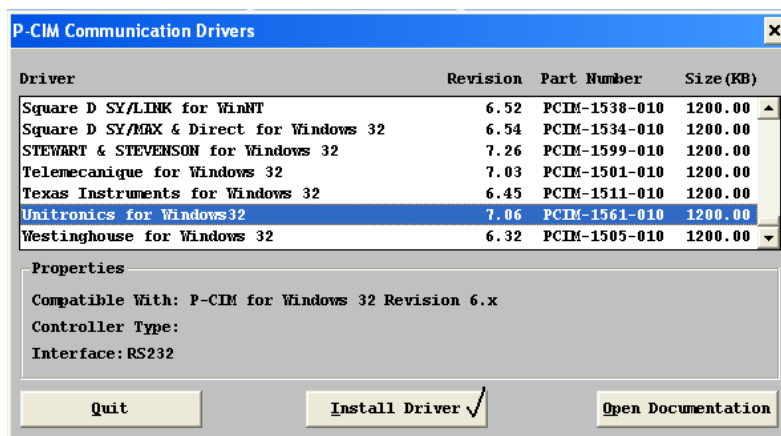 P-CIM Communication Drivers
Driver Revision Part Number Size(KB)
Square D SY/LINK for WinNT 6.52 PCIM-1538-010 1200.00
Square D SY/MAX & Direct for Windows 32 6.54 PCIM-1534-010 1200.00
STEWART & STEVENSON for Windows 32 7.26 PCIM-1599-010 1200.00
Telemecanique for Windows 32 7.03 PCIM-1501-010 1200.00
Texas Instruments for Windows 32 6.45 PCIM-1511-010 1200.00
Unitronics for Windows32 7.06 PCIM-1561-010 1200.00
Westinghouse for Windows 32 6.32 PCIM-1505-010 1200.00
Properties
Compatible With: P-CIM for Windows 32 Revision 6.x
Controller Type:
Interface: RS232
Quit Install Driver Open Documentation